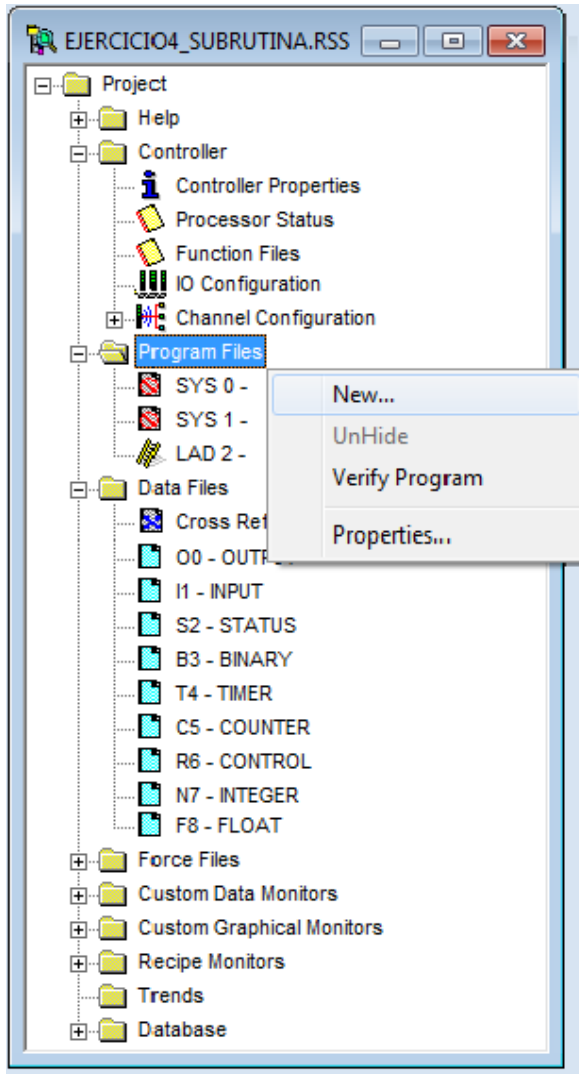 EJERCICIO4_SUBRUTINA.RSS
Project
Help
Controller
Controller Properties
Processor Status
Function Files
IO Configuration
Channel Configuration
Program Files
SYS 0 -
New...
SYS 1 -
UnHide
LAD 2 -
Verify Program
Data Files
Cross Ref
Properties...
O0 - OUTPUT
I1 - INPUT
S2 - STATUS
B3 - BINARY
T4 - TIMER
C5 - COUNTER
R6 - CONTROL
N7 - INTEGER
F8 - FLOAT
Force Files
Custom Data Monitors
Custom Graphical Monitors
Recipe Monitors
Trends
Database